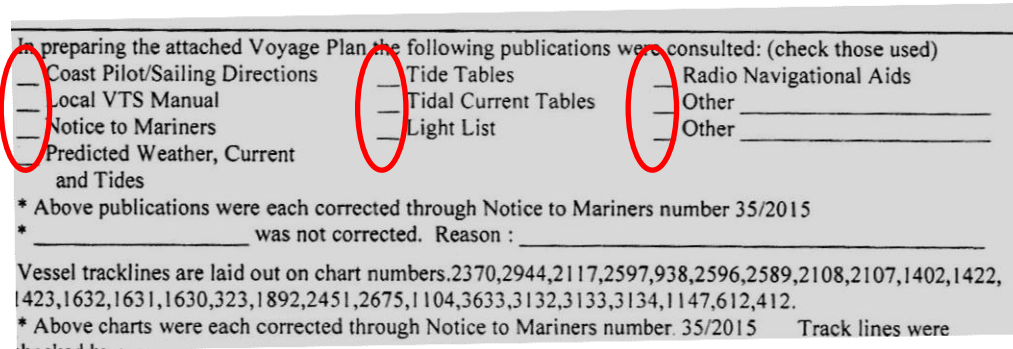 In preparing the attached Voyage Plan the following publications were consulted: (check those used)
__ Coast Pilot/Sailing Directions __ Tide Tables __ Radio Navigational Aids
__ Local VTS Manual __ Tidal Current Tables __ Other ____________________
__ Notice to Mariners __ Light List __ Other ____________________
__ Predicted Weather, Current
and Tides
* Above publications were each corrected through Notice to Mariners number 35/2015
* ____________________ was not corrected. Reason : ____________________
Vessel tracklines are laid out on chart numbers.2370,2944,2117,2597,938,2596,2589,2108,2107,1402,1422,
1423,1632,1631,1630,323,1892,2451,2675,1104,3633,3132,3133,3134,1147,612,412.
* Above charts were each corrected through Notice to Mariners number. 35/2015 Track lines were